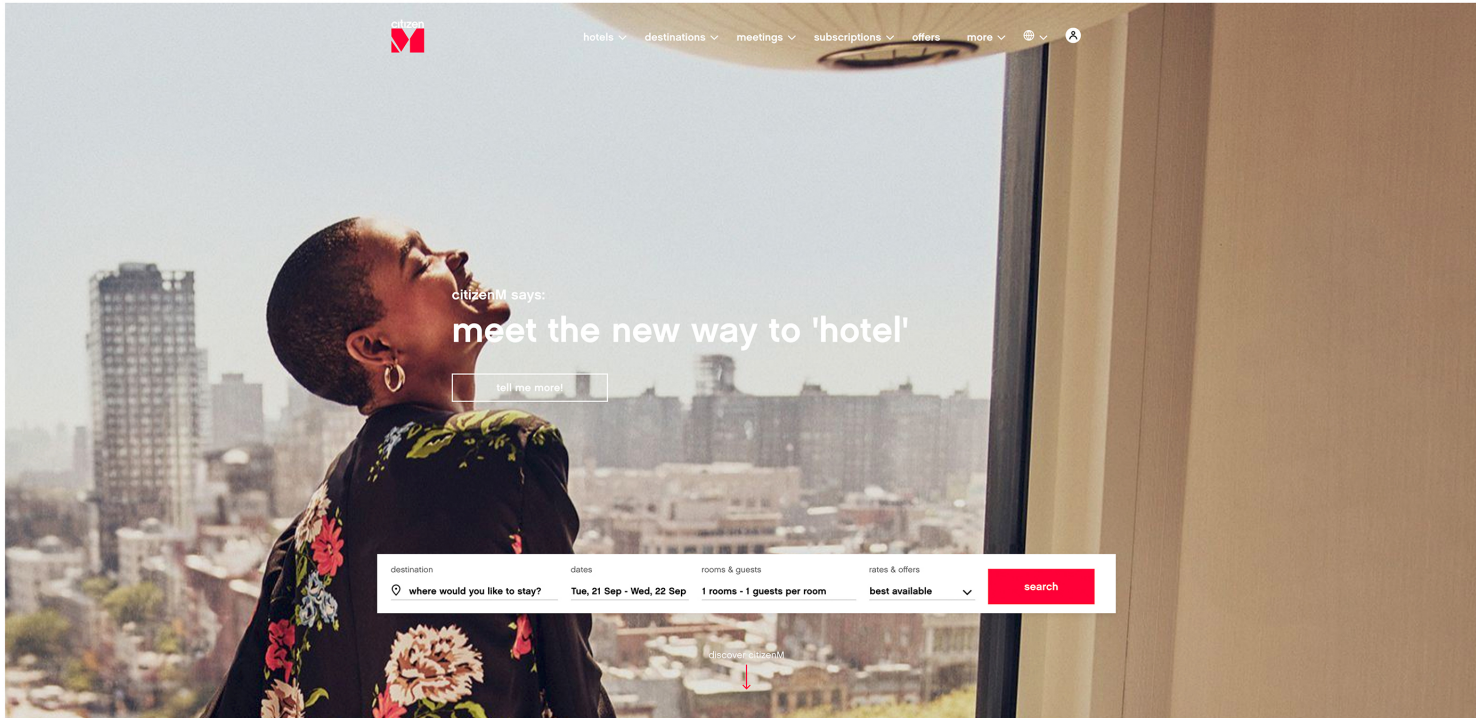 citizen
M
hotels destinations meetings subscriptions offers more
citizenM says:
meet the new way to 'hotel'
tell me more!
destination dates rooms & guests rates & offers
where would you like to stay? Tue, 21 Sep - Wed, 22 Sep 1 rooms - 1 guests per room best available search
discover citizenM